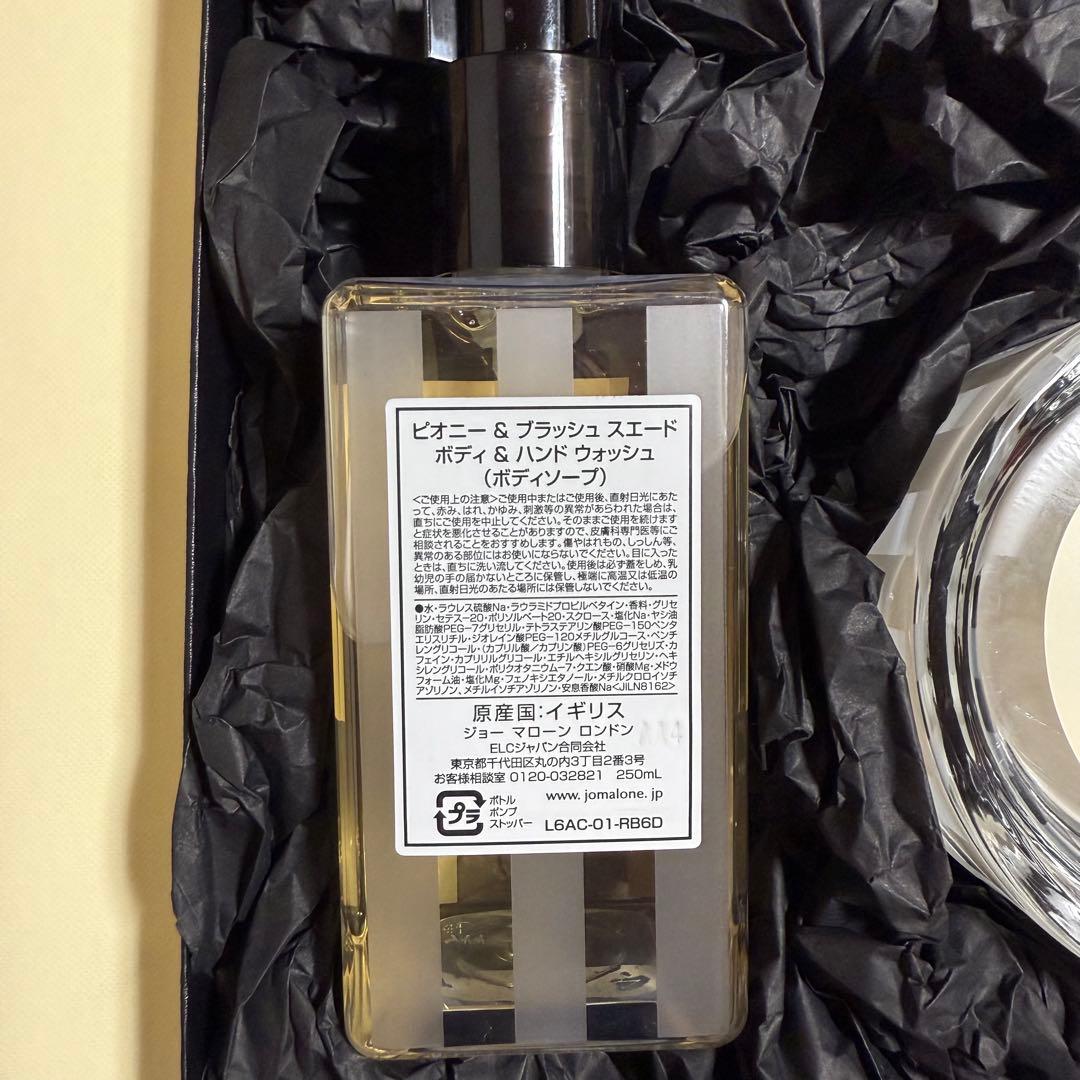 ピオニー & ブラッシュ スエード
ボディ & ハンド ウォッシュ
(ボディソープ)
<ご使用上の注意>ご使用中またはご使用後、直射日光にあた
って、赤み、はれ、かゆみ、刺激等の異常があらわれた場合は、
直ちにご使用を中止してください。そのままご使用を続けます
と症状を悪化させることがありますので、皮膚科専門医等にご
相談されることをおすすめします。傷やはれもの、しっしん等、
異常のある部位にはお使いにならないでください。目に入った
ときは、直ちに洗い流してください。使用後は必ず蓋をしめ、乳
幼児の手の届かないところに保管し、極端に高温又は低温の
場所、直射日光のあたる場所には保管しないでください。
●水・ラウレス硫酸Na・ラウラミドプロピルベタイン・香料・グリセ
リン・セテス-20・ポリソルベート20・スクロース・塩化Na・ヤシ油
脂肪酸PEG-7グリセリル・テトラステアリン酸PEG-150ペンタ
エリスリチル・ジオレイン酸PEG-120メチルグルコース・ペンチ
レングリコール・(カプリル酸/カプリン酸)PEG-6グリセリズ・カ
フェイン・カプリリルグリコール・エチルヘキシルグリセリン・ヘキ
シレングリコール・ポリクオタニウム-7・クエン酸・硝酸Mg・メドウ
フォーム油・塩化Mg・フェノキシエタノール・メチルクロロイソチ
アゾリノン、メチルイソチアゾリノン・安息香酸Na<JILN8162>
原産国:イギリス
ジョー マローン ロンドン
ELCジャパン合同会社
東京都千代田区丸の内3丁目2番3号
お客様相談室 0120-032821 250mL
プラ
ボトル
ポンプ
ストッパー
www. jomalone. jp
L6AC-01-RB6D